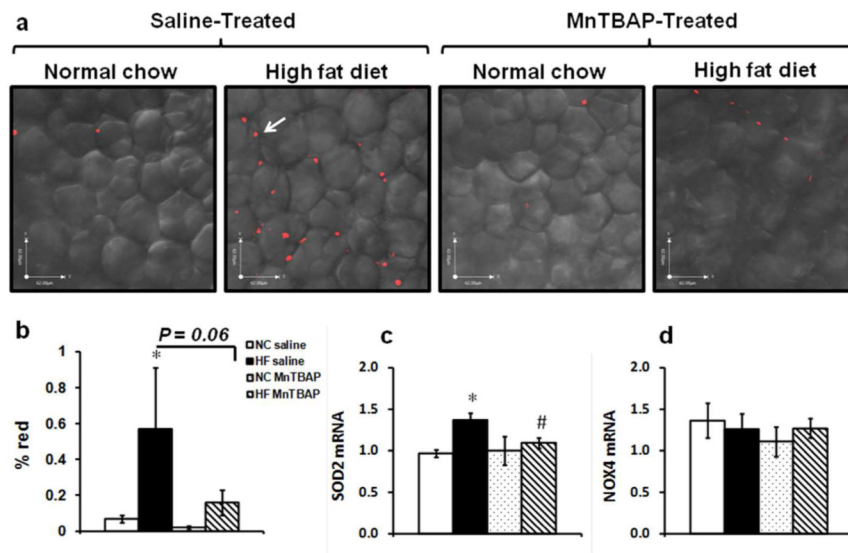 a
Saline-Treated MnTBAP-Treated
Normal chow High fat diet Normal chow High fat diet
b
P = 0.06
*
NC saline
HF saline
NC MnTBAP
HF MnTBAP
% red
1
0.8
0.6
0.4
0.2
0
c
SOD2 mRNA
2.0
1.5
1.0
0.5
0.0
*
#
d
NOX4 mRNA
2.0
1.5
1.0
0.5
0.0